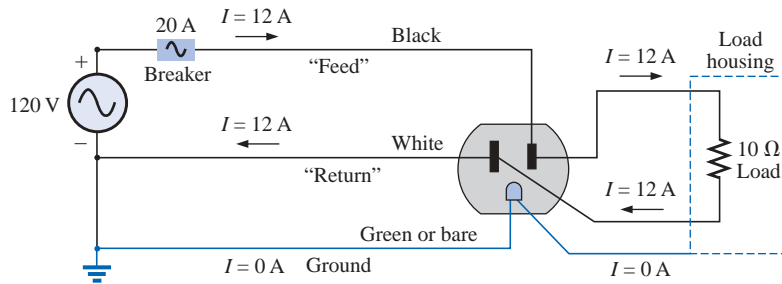 I = 12 A
20 A
Breaker
Black
"Feed"
+
120 V
−
I = 12 A
White
"Return"
Green or bare
I = 0 A Ground
I = 12 A
Load
housing
10 Ω
Load
I = 12 A
I = 0 A